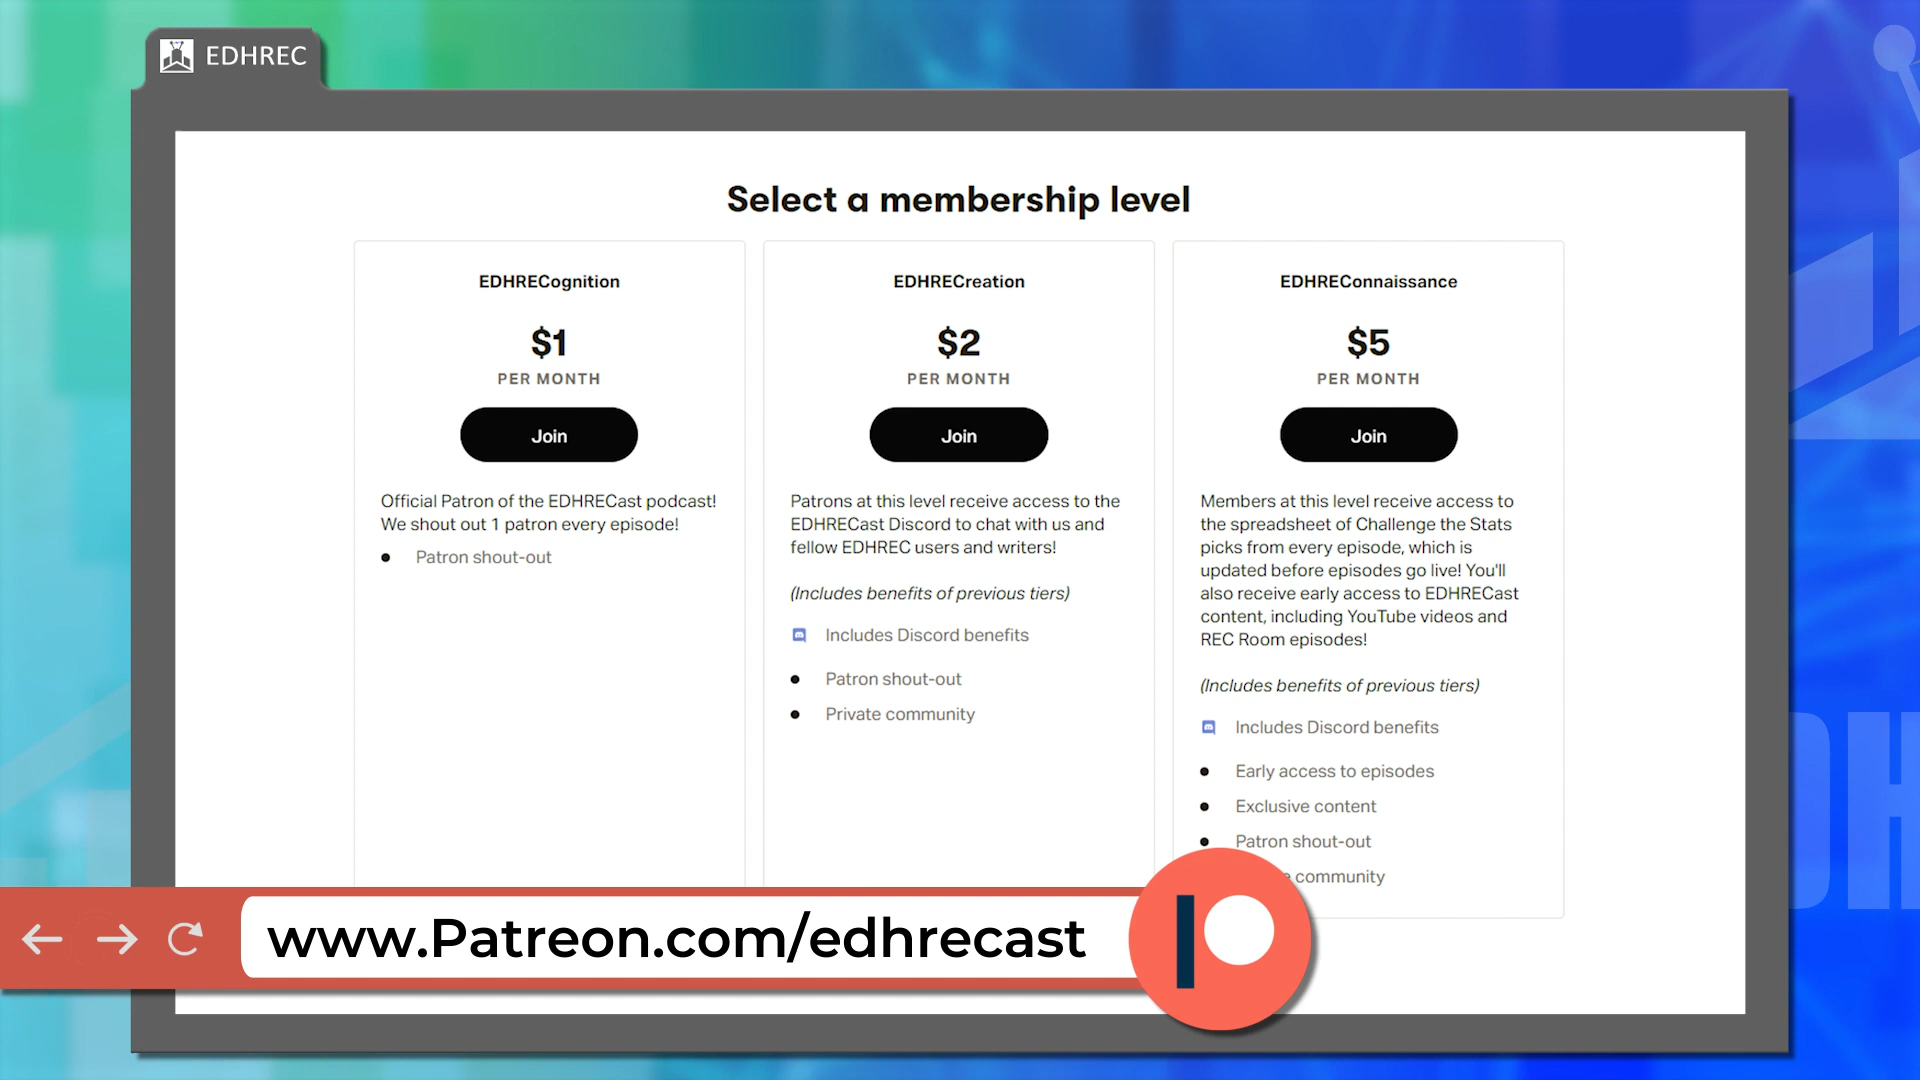 EDHREC
Select a membership level
EDHRECognition
$1
PER MONTH
Join
Official Patron of the EDHRECast podcast!
We shout out 1 patron every episode!
Patron shout-out
EDHRECreation
$2
PER MONTH
Join
Patrons at this level receive access to the
EDHRECast Discord to chat with us and
fellow EDHREC users and writers!
(Includes benefits of previous tiers)
Includes Discord benefits
Patron shout-out
Private community
EDHREConnaissance
$5
PER MONTH
Join
Members at this level receive access to
the spreadsheet of Challenge the Stats
picks from every episode, which is
updated before episodes go live! You'll
also receive early access to EDHRECast
content, including YouTube videos and
REC Room episodes!
(Includes benefits of previous tiers)
Includes Discord benefits
Early access to episodes
Exclusive content
Patron shout-out
community
www.Patreon.com/edhrecast